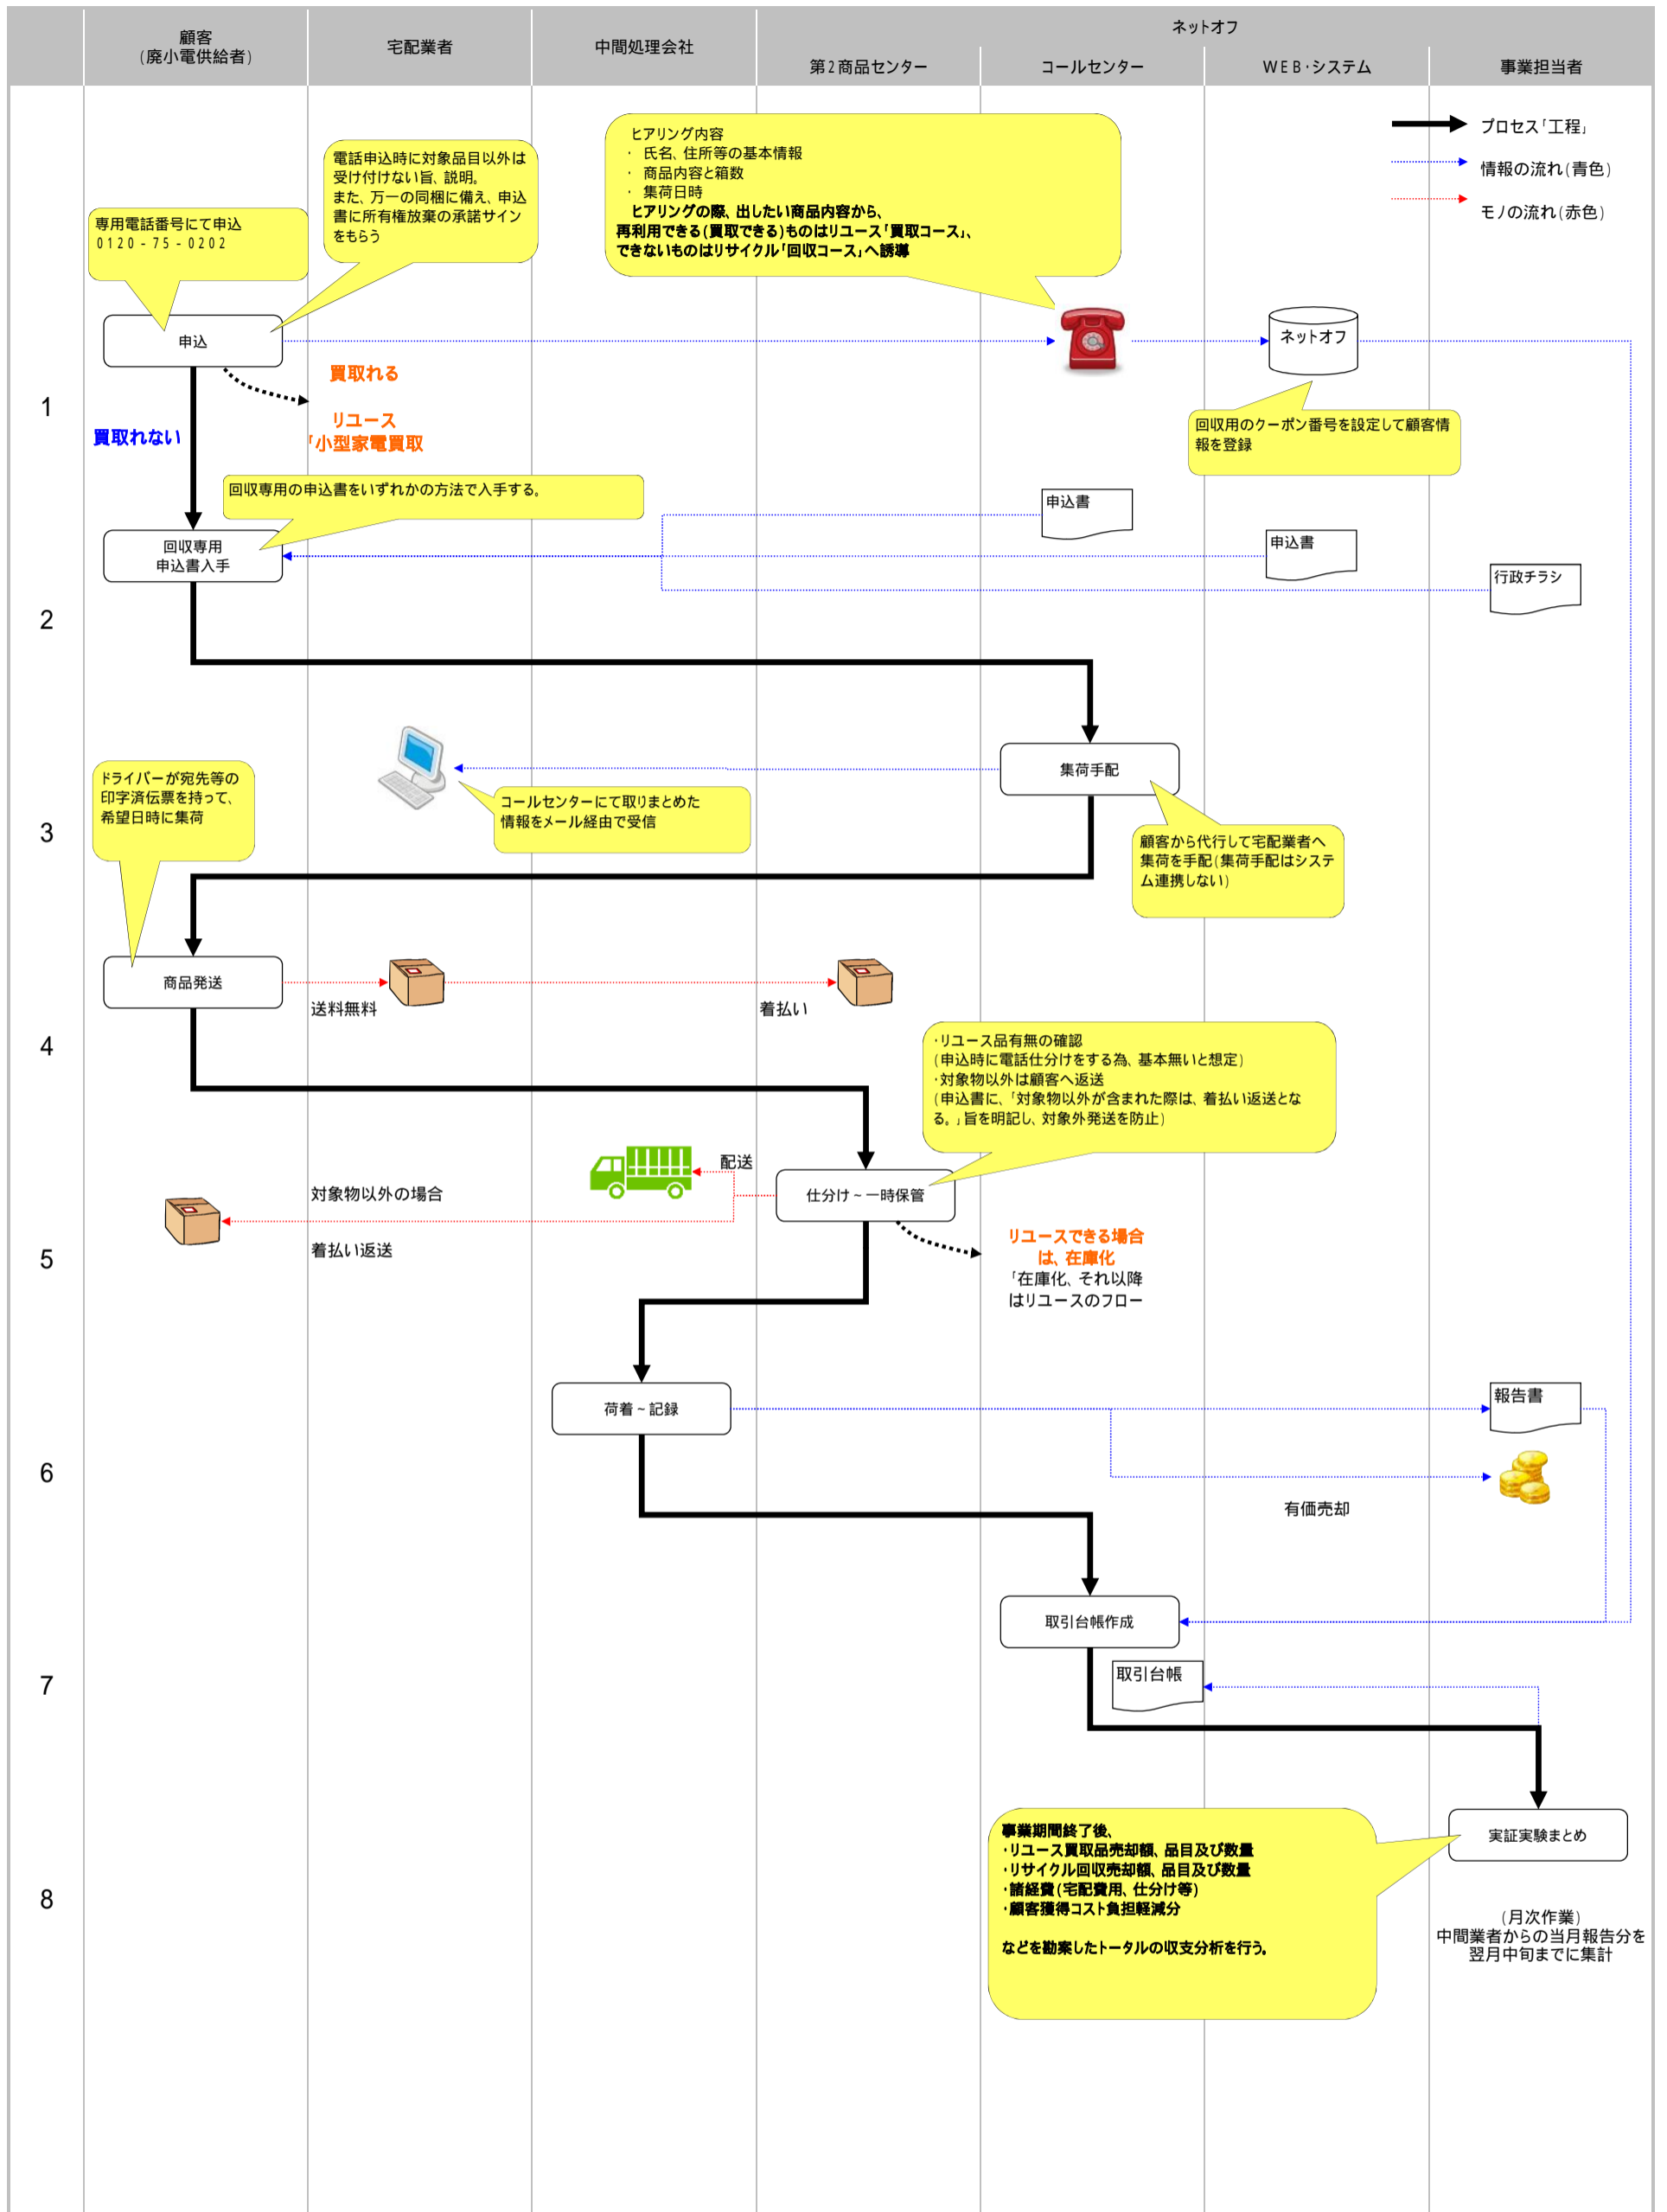 顧客
(廃小電供給者)
宅配業者
中間処理会社
ネットオフ
第2商品センター
コールセンター
WEB・システム
事業担当者
プロセス「工程」
情報の流れ(青色)
モノの流れ(赤色)
ヒアリング内容
・ 氏名、住所等の基本情報
・ 商品内容と箱数
・ 集荷日時
ヒアリングの際、出したい商品内容から、
再利用できる(買取できる)ものはリユース「買取コース」、
できないものはリサイクル「回収コース」へ誘導
電話申込時に対象品目以外は
受け付けない旨、説明。
また、万一の同梱に備え、申込
書に所有権放棄の承諾サイン
をもらう
専用電話番号にて申込
0120-75-0202
申込
ネットオフ
1
買取れる
リユース
「小型家電買取
買取れない
回収用のクーポン番号を設定して顧客情
報を登録
回収専用の申込書をいずれかの方法で入手する。
申込書
回収専用
申込書入手
申込書
行政チラシ
2
集荷手配
ドライバーが宛先等の
印字済伝票を持って、
希望日時に集荷
コールセンターにて取りまとめた
情報をメール経由で受信
3
顧客から代行して宅配業者へ
集荷を手配(集荷手配はシステ
ム連携しない)
商品発送
送料無料
着払い
4
・リユース品有無の確認
(申込時に電話仕分けをする為、基本無いと想定)
・対象物以外は顧客へ返送
(申込書に、「対象物以外が含まれた際は、着払い返送とな
る。」旨を明記し、対象外発送を防止)
配送
仕分け~一時保管
対象物以外の場合
着払い返送
5
リユースできる場合
は、在庫化
「在庫化、それ以降
はリユースのフロー
荷着~記録
報告書
6
有価売却
取引台帳作成
7
取引台帳
実証実験まとめ
事業期間終了後、
・リユース買取品売却額、品目及び数量
・リサイクル回収売却額、品目及び数量
・諸経費(宅配費用、仕分け等)
・顧客獲得コスト負担軽減分
などを勘案したトータルの収支分析を行う。
8
(月次作業)
中間業者からの当月報告分を
翌月中旬までに集計